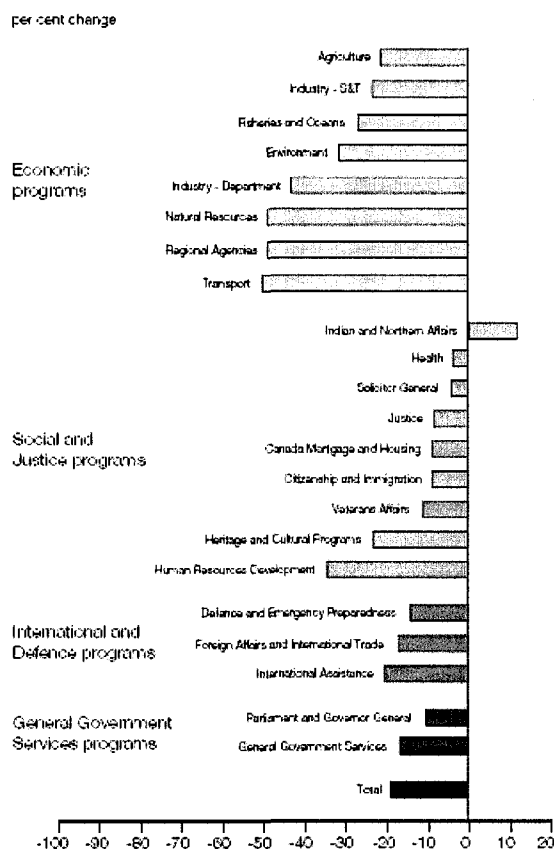 per cent change
Agriculture
Industry - S&T
Fisheries and Oceans
Environment
Economic
programs
Industry - Department
Natural Resources
Regional Agencies
Transport
Indian and Northern Affairs
Health
Solicitor General
Justice
Social and
Justice programs
Canada Mortgage and Housing
Citizenship and Immigration
Veterans Affairs
Heritage and Cultural Programs
Human Resources Development
Defence and Emergency Preparedness
International and
Defence programs
Foreign Affairs and International Trade
International Assistance
Parliament and Governor General
General Government
Services programs
General Government Services
Total
-100 -90 -80 -70 -60 -50 -40 -30 -20 -10 0 10 20